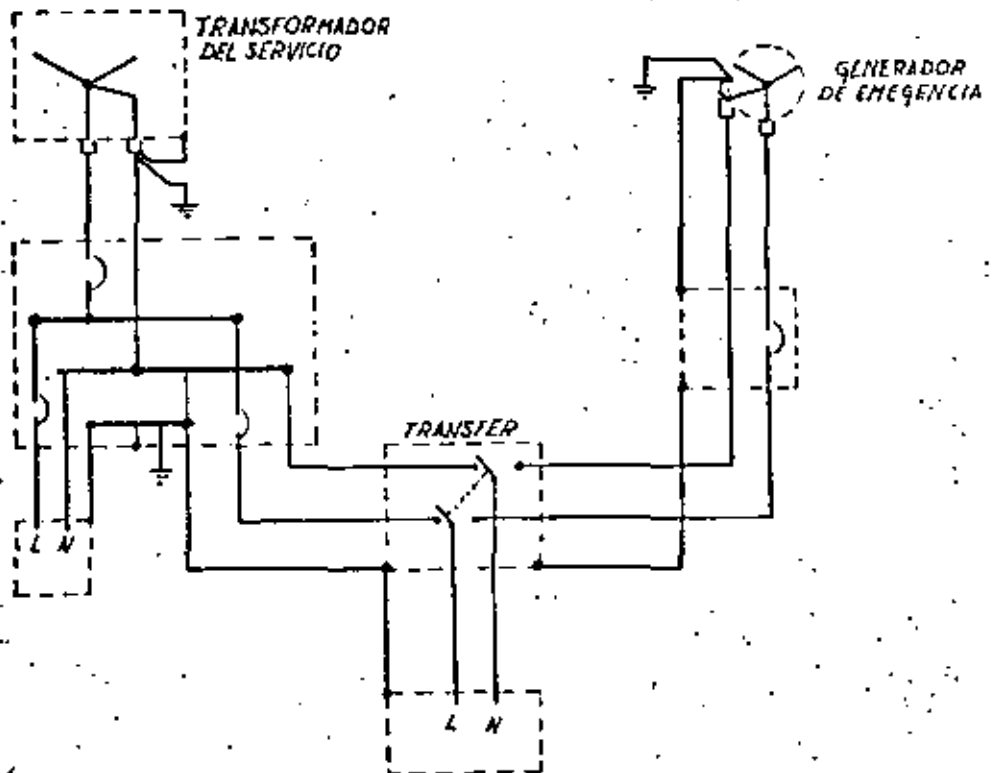 TRANSFORMADOR
DEL SERVICIO
GENERADOR
DE EMEGENCIA
TRANSFER
L N
L N